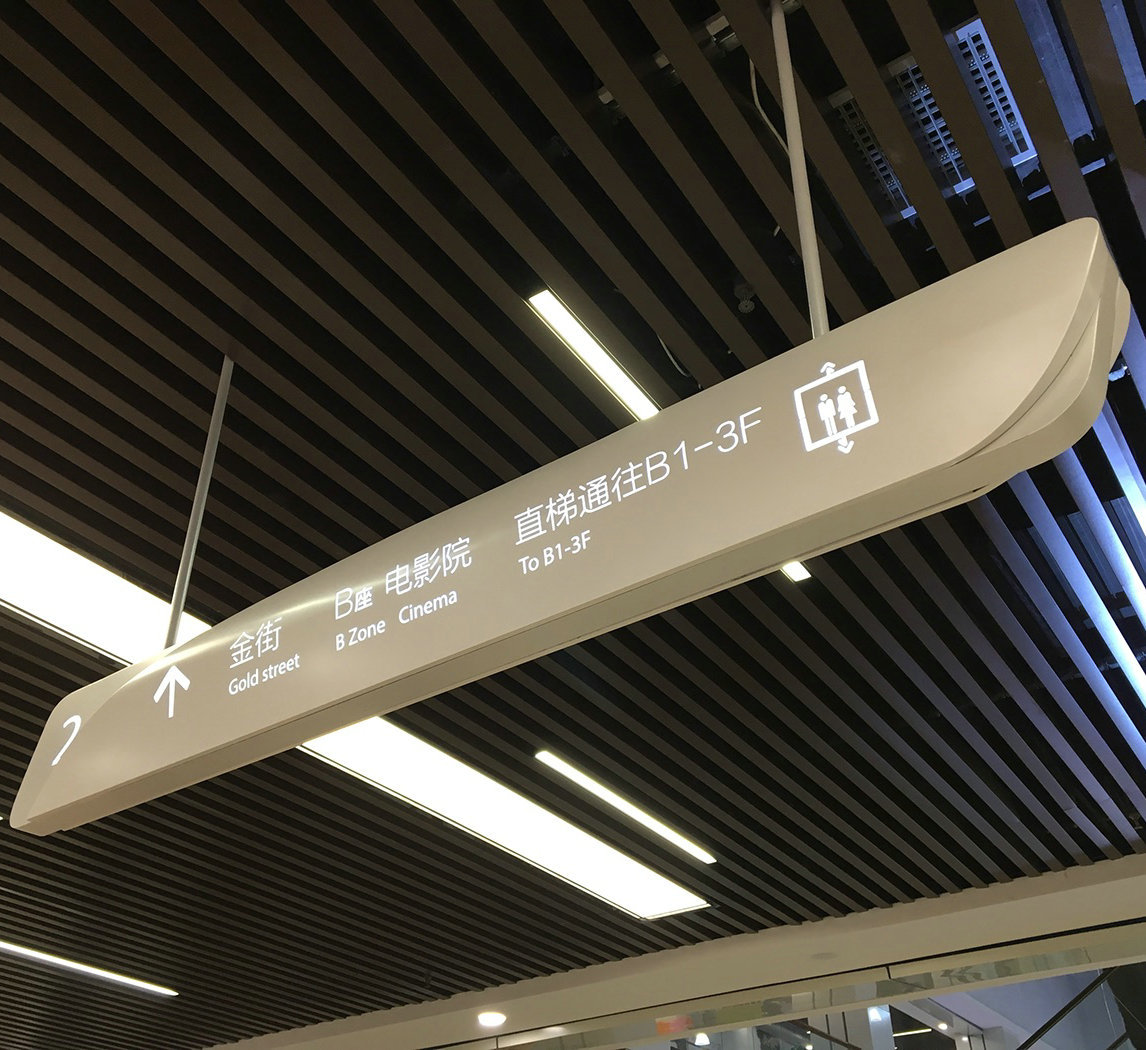 2
金街
Gold street
B座 电影院
B Zone Cinema
直梯通往B1-3F
To B1-3F